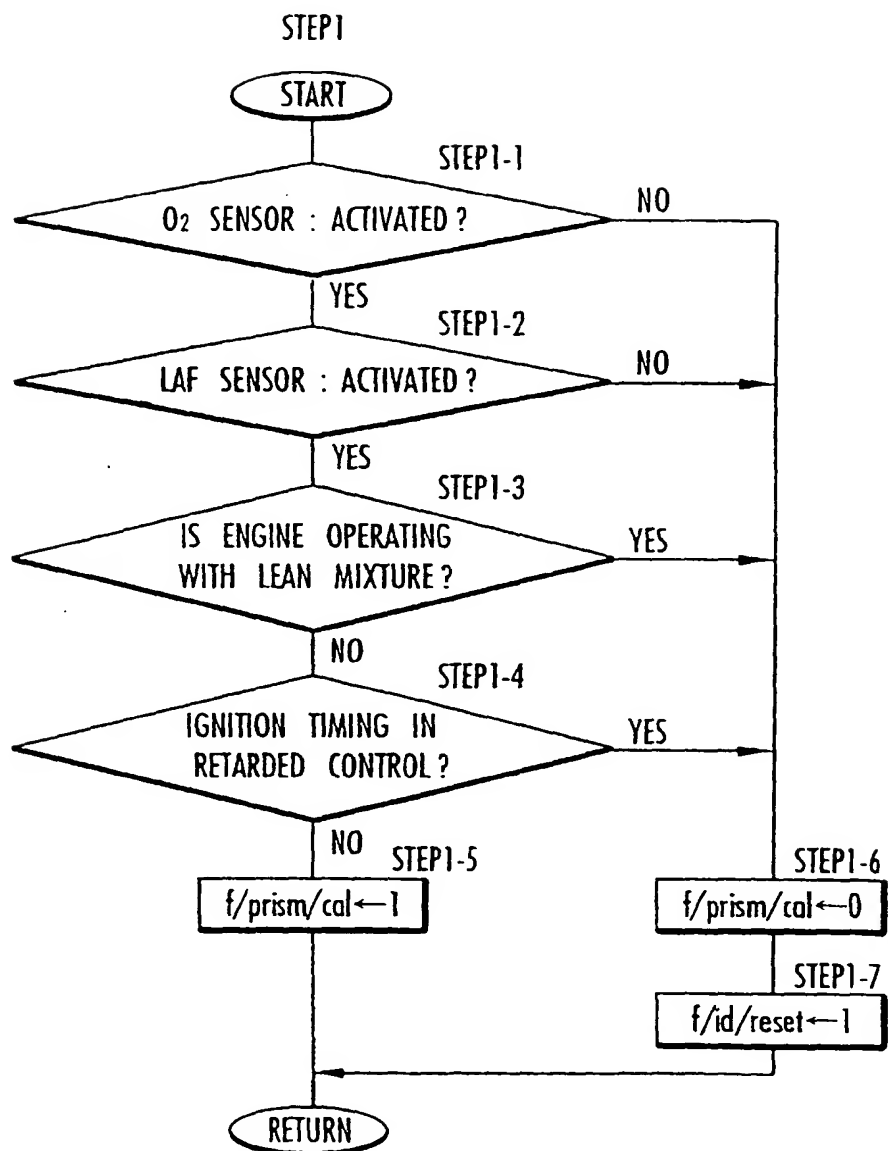 STEP1
START
STEP1-1
O2 SENSOR : ACTIVATED ?
NO
YES
STEP1-2
LAF SENSOR : ACTIVATED ?
NO
YES
STEP1-3
IS ENGINE OPERATING
WITH LEAN MIXTURE ?
YES
NO
STEP1-4
IGNITION TIMING IN
RETARDED CONTROL ?
YES
NO
STEP1-5
f/prism/cal←1
STEP1-6
f/prism/cal←0
STEP1-7
f/id/reset←1
RETURN